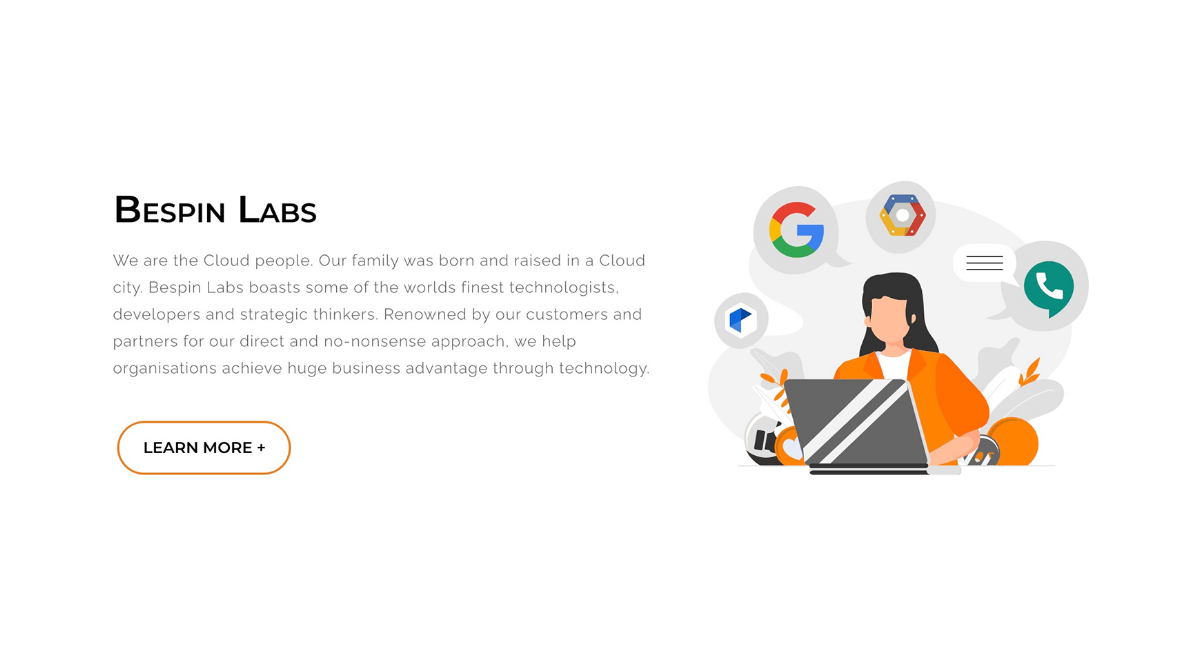 Bespin Labs
We are the Cloud people. Our family was born and raised in a Cloud
city. Bespin Labs boasts some of the worlds finest technologists,
developers and strategic thinkers. Renowned by our customers and
partners for our direct and no-nonsense approach, we help
organisations achieve huge business advantage through technology.
LEARN MORE +
G